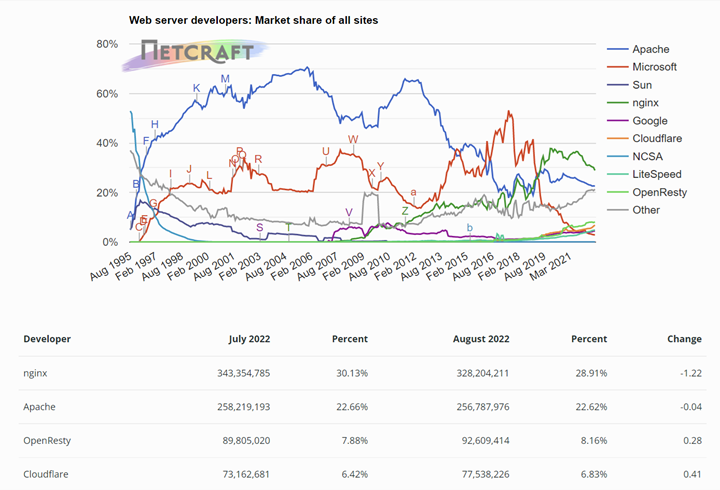 Web server developers: Market share of all sites
NETCRAFT
80%
60%
40%
20%
0%
A
B
C
E
F
G
H
I
J
K
L
M
N
O
P
Q
R
S
T
U
V
W
X
Y
Z
a
b
Aug 1995
Feb 1997
Aug 1998
Feb 2000
Aug 2001
Feb 2003
Aug 2004
Feb 2006
Aug 2007
Feb 2009
Aug 2010
Feb 2012
Aug 2013
Feb 2015
Aug 2016
Feb 2018
Aug 2019
Mar 2021
Apache
Microsoft
Sun
nginx
Google
Cloudflare
NCSA
LiteSpeed
OpenResty
Other
Developer July 2022 Percent August 2022 Percent Change
nginx 343,354,785 30.13% 328,204,211 28.91% -1.22
Apache 258,219,193 22.66% 256,787,976 22.62% -0.04
OpenResty 89,805,020 7.88% 92,609,414 8.16% 0.28
Cloudflare 73,162,681 6.42% 77,538,226 6.83% 0.41